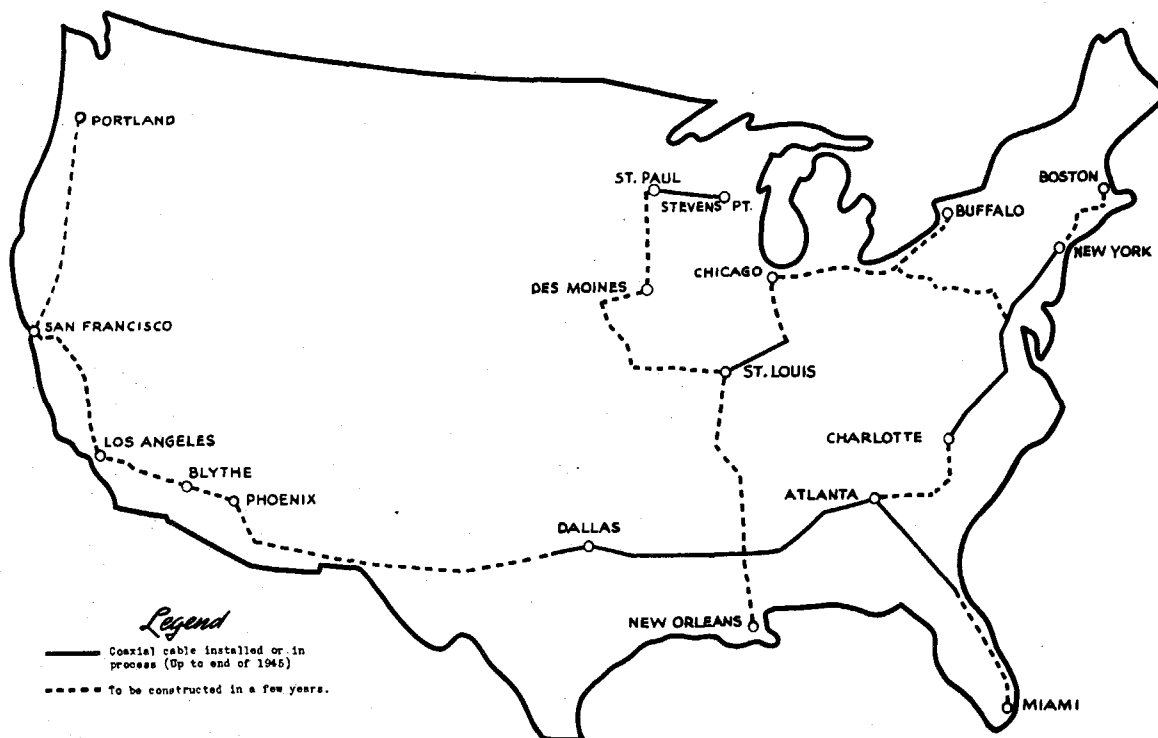 PORTLAND
ST. PAUL
STEVENS PT.
BOSTON
BUFFALO
NEW YORK
CHICAGO
DES MOINES
SAN FRANCISCO
ST. LOUIS
LOS ANGELES
CHARLOTTE
BLYTHE
PHOENIX
ATLANTA
DALLAS
NEW ORLEANS
MIAMI
Legend
Coaxial cable installed or in
process (Up to end of 1945)
To be constructed in a few years.